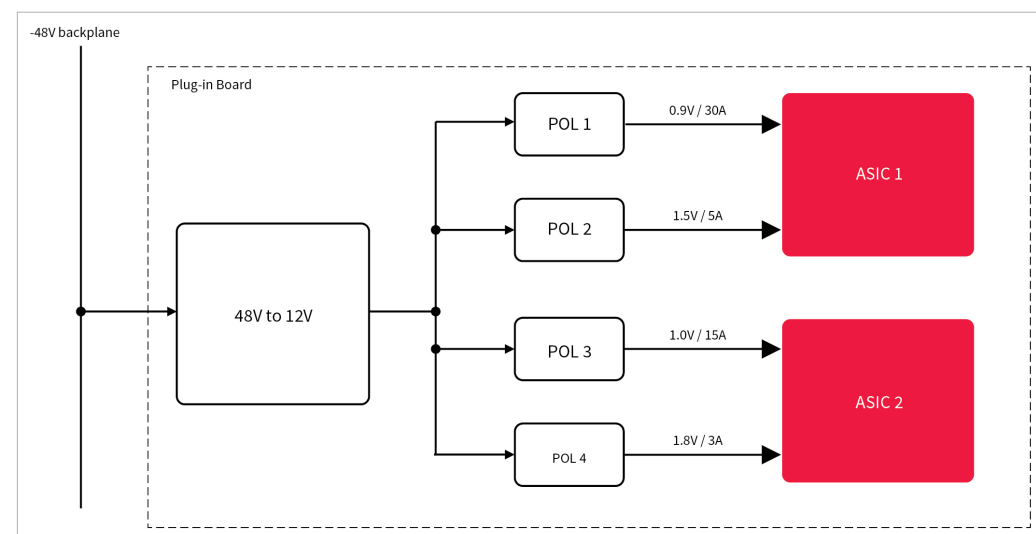 -48V backplane
Plug-in Board
POL 1
0.9V / 30A
ASIC 1
POL 2
1.5V / 5A
48V to 12V
POL 3
1.0V / 15A
ASIC 2
POL 4
1.8V / 3A